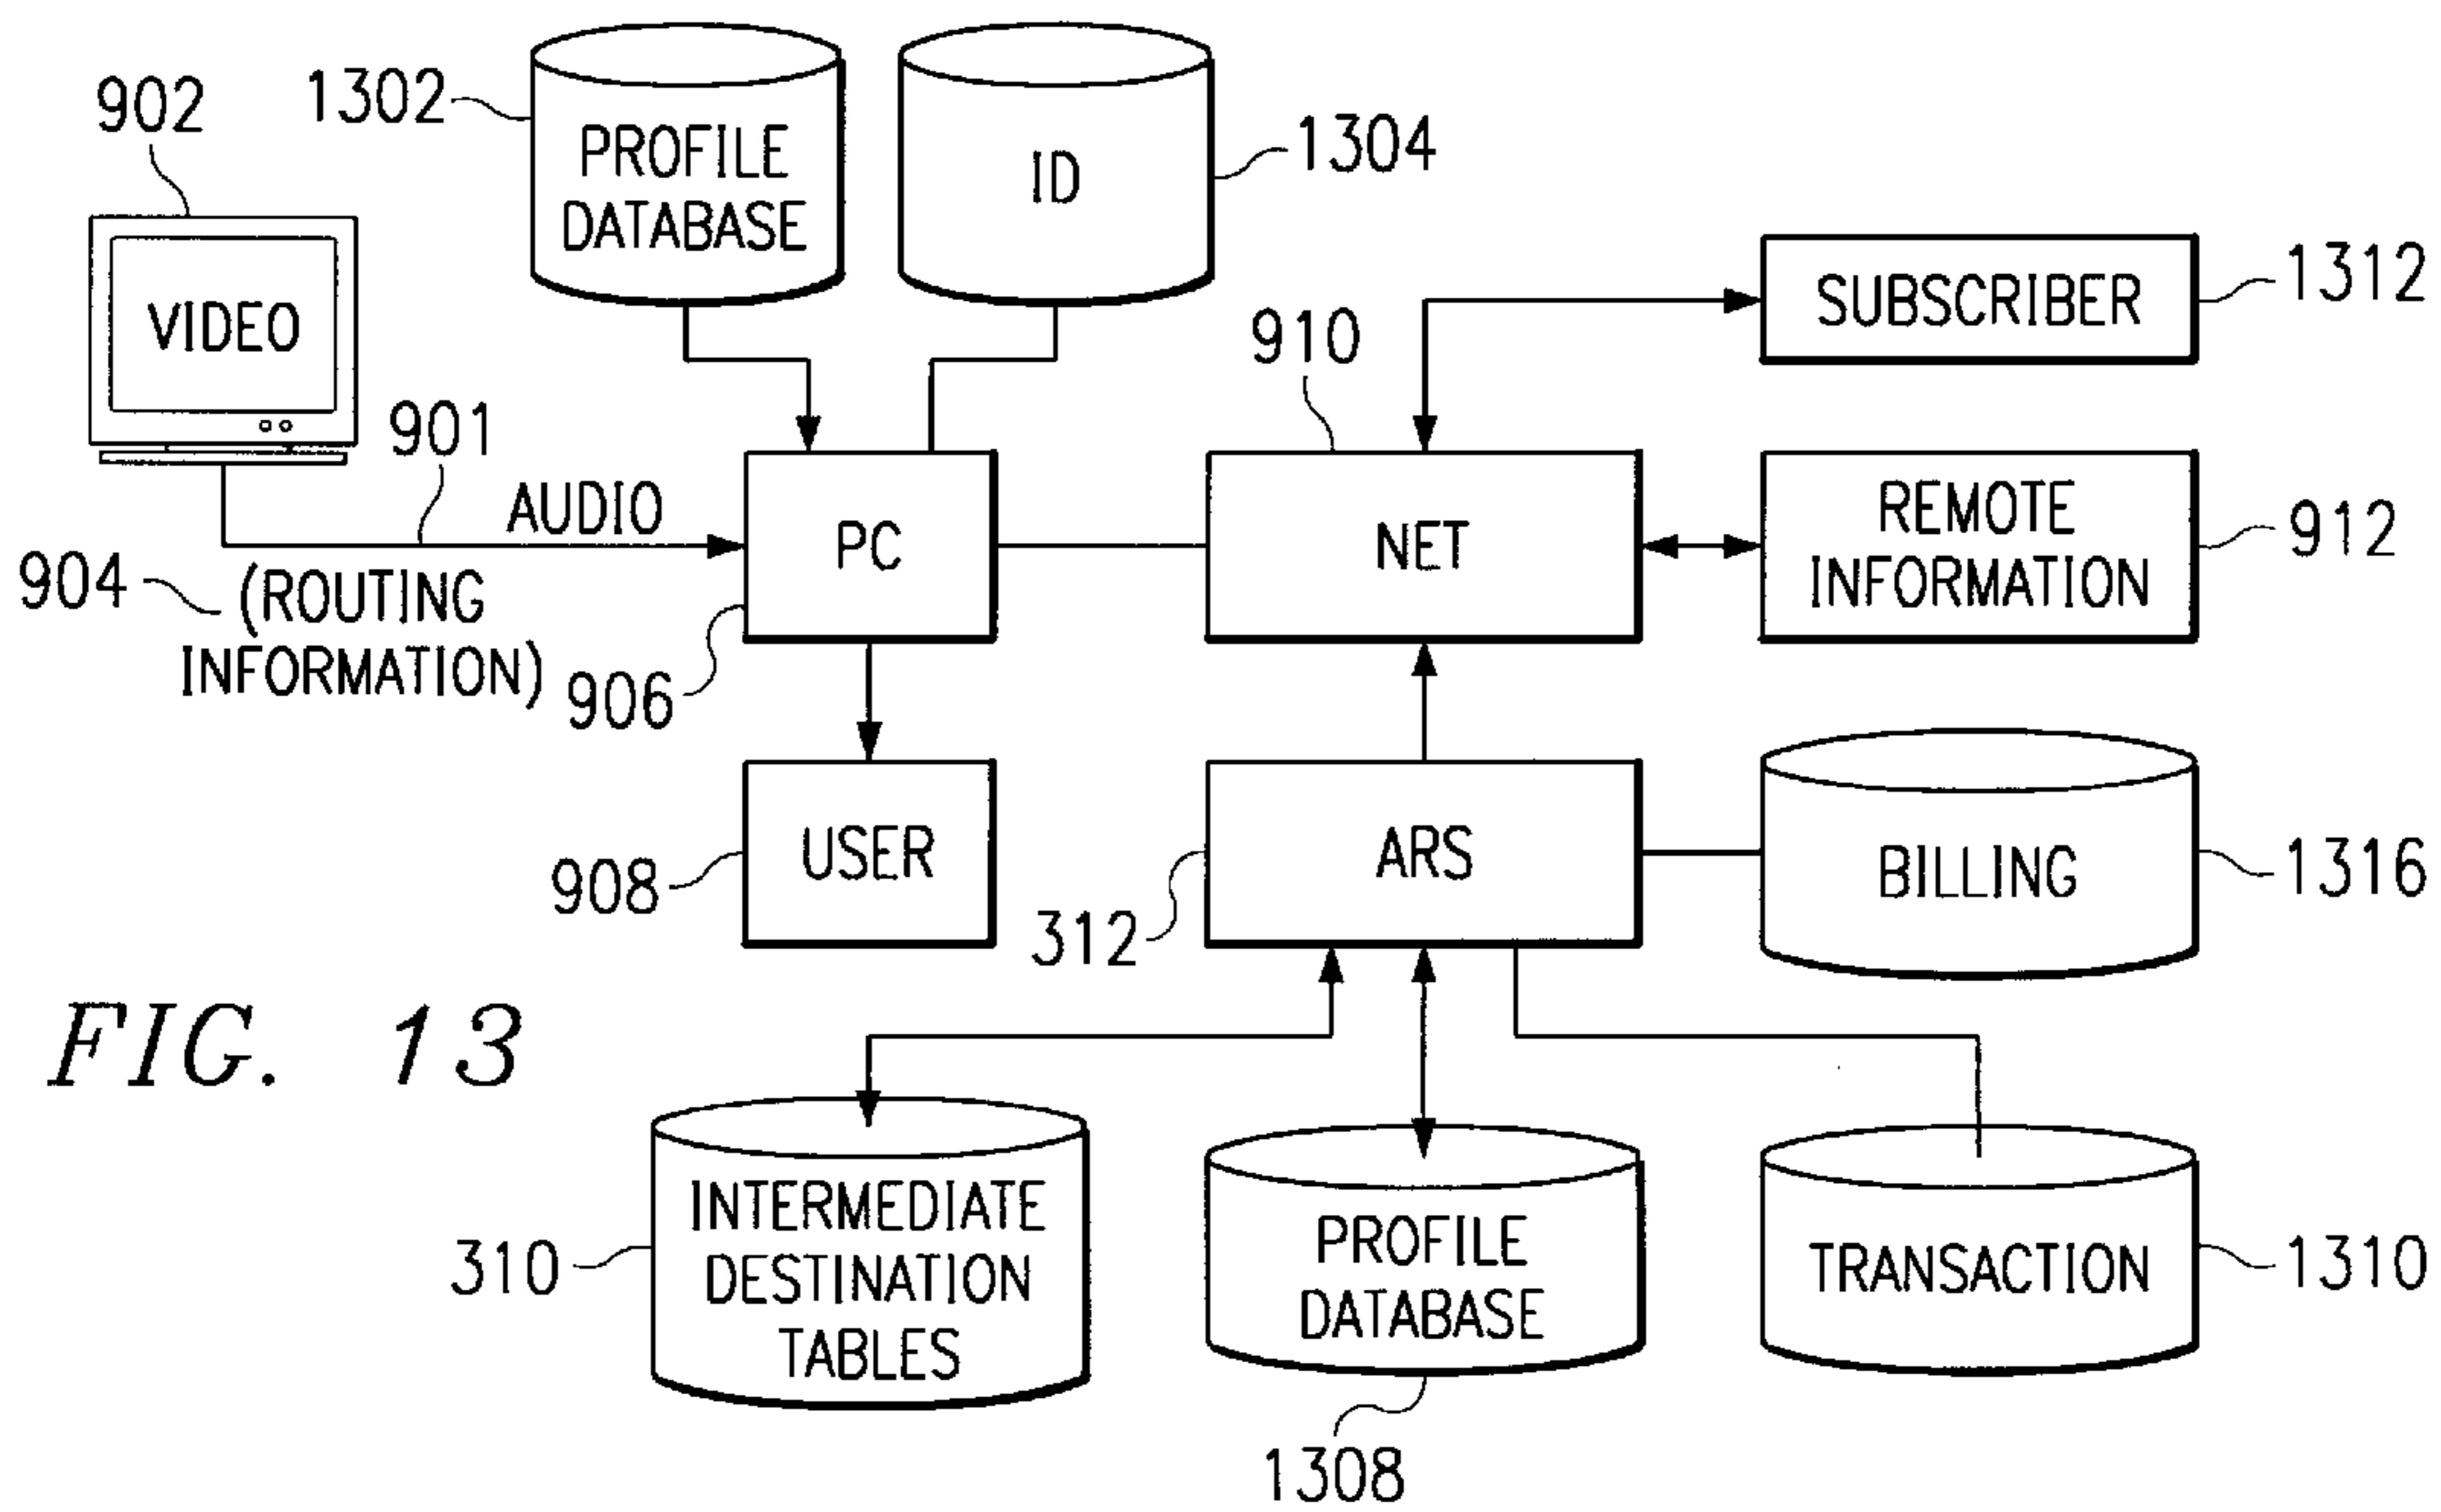 902
1302
PROFILE
DATABASE
ID
1304
VIDEO
SUBSCRIBER
1312
910
901
AUDIO
PC
NET
REMOTE
INFORMATION
912
904
(ROUTING
INFORMATION)
906
USER
908
ARS
312
BILLING
1316
FIG. 13
INTERMEDIATE
DESTINATION
TABLES
310
PROFILE
DATABASE
1308
TRANSACTION
1310